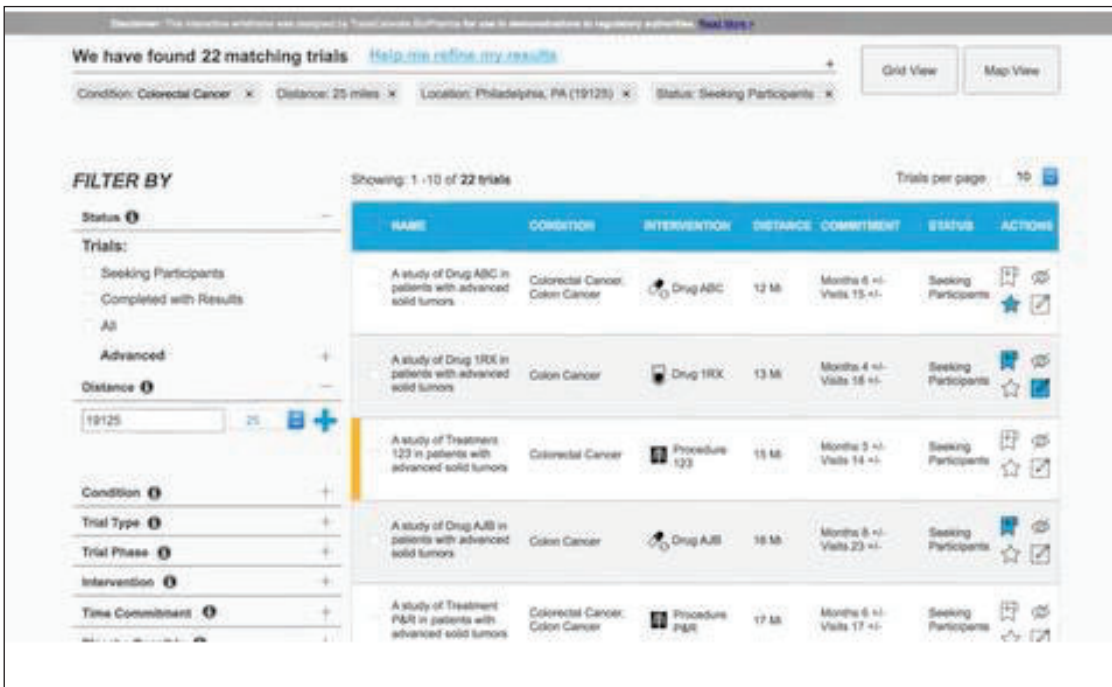 Disclaimer: This interactive wireframe was designed by TransCelerate BioPharma for use in demonstrations to regulatory authorities. Read More >
We have found 22 matching trials Help me refine my results +
Grid View Map View
Condition: Colorectal Cancer × Distance: 25 miles × Location: Philadelphia, PA (19125) × Status: Seeking Participants ×
FILTER BY
Status
Trials:
Seeking Participants
Completed with Results
All
Advanced +
Distance
19125 25
Condition +
Trial Type +
Trial Phase +
Intervention +
Time Commitment +
Showing: 1 -10 of 22 trials
Trials per page 10
NAME CONDITION INTERVENTION DISTANCE COMMITMENT STATUS ACTIONS
A study of Drug ABC in
patients with advanced
solid tumors
Colorectal Cancer,
Colon Cancer
Drug ABC
12 Mi
Months 6 +/-
Visits 15 +/-
Seeking
Participants
A study of Drug 1RX in
patients with advanced
solid tumors
Colon Cancer
Drug 1RX
13 Mi
Months 4 +/-
Visits 18 +/-
Seeking
Participants
A study of Treatment
123 in patients with
advanced solid tumors
Colorectal Cancer
Procedure
123
15 Mi
Months 5 +/-
Visits 14 +/-
Seeking
Participants
A study of Drug AJB in
patients with advanced
solid tumors
Colon Cancer
Drug AJB
16 Mi
Months 8 +/-
Visits 23 +/-
Seeking
Participants
A study of Treatment
P&R in patients with
advanced solid tumors
Colorectal Cancer,
Colon Cancer
Procedure
P&R
17 Mi
Months 6 +/-
Visits 17 +/-
Seeking
Participants